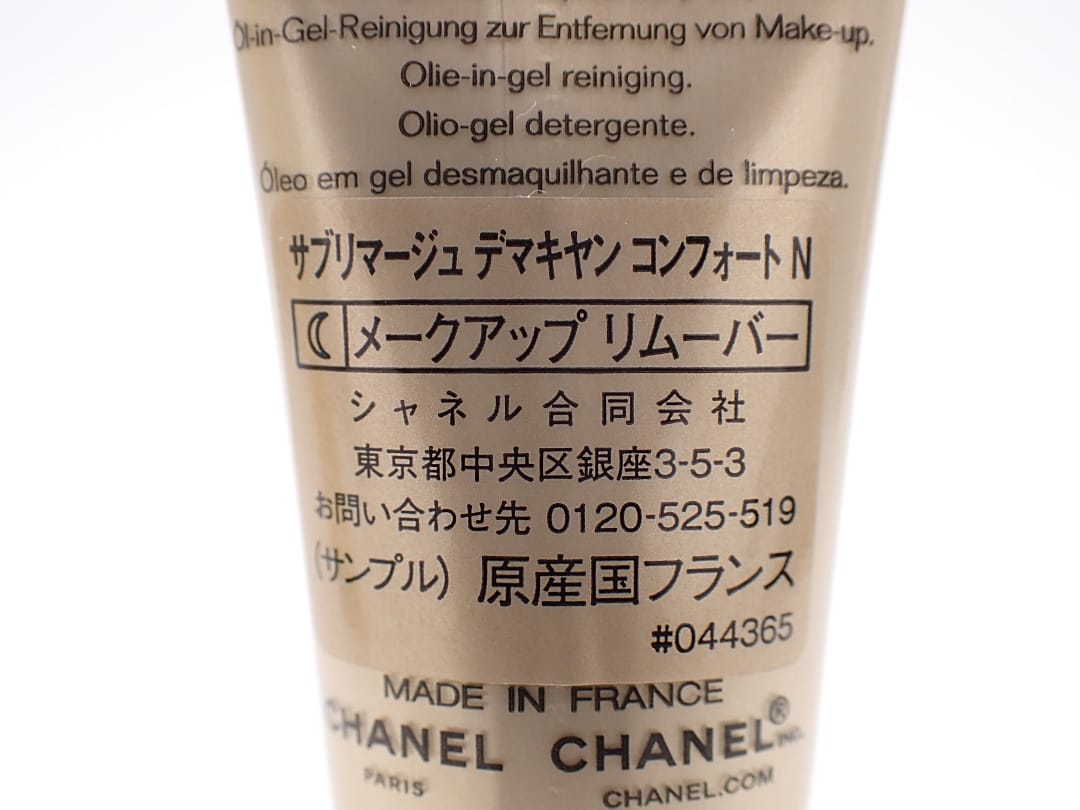 Öl-in-Gel-Reinigung zur Entfernung von Make-up.
Olie-in-gel reiniging.
Olio-gel detergente.
Óleo em gel desmaquilhante e de limpeza.
サブリマージュ デマキヤン コンフォート N
メークアップ リムーバー
シャネル合同会社
東京都中央区銀座3-5-3
お問い合わせ先 0120-525-519
(サンプル) 原産国フランス
#044365
MADE IN FRANCE
CHANEL CHANEL® INC.
PARIS CHANEL.COM